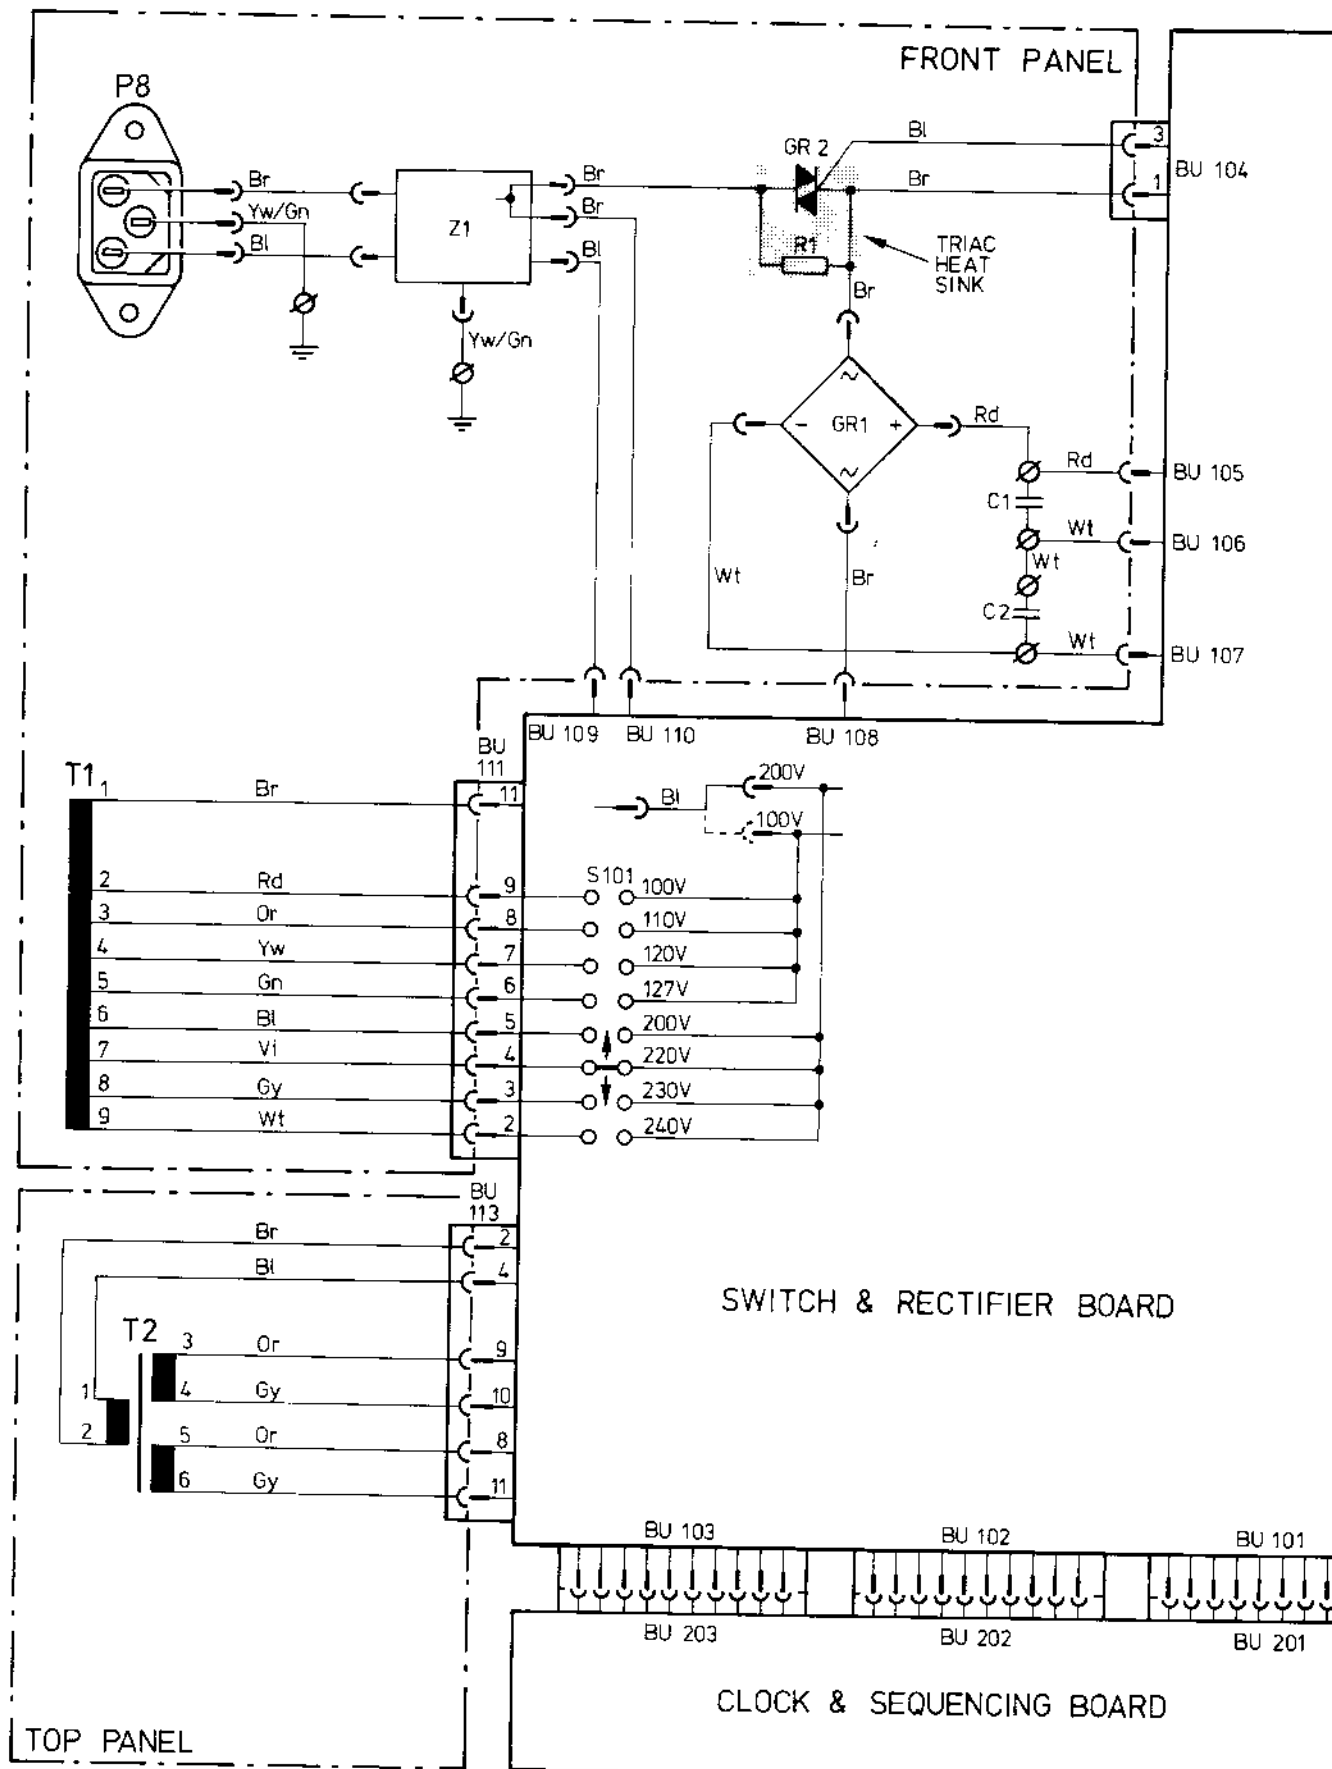 FRONT PANEL
P8
Br
Yw/Gn
Bl
Z1
Br
Br
Bl
Yw/Gn
GR 2
Bl
Br
R1
TRIAC
HEAT
SINK
Br
3
1
BU 104
~
- GR1 +
~
Rd
Rd
BU 105
C1
Wt
BU 106
Wt
C2
Wt
BU 107
Wt
Br
BU 109
BU 110
BU 108
BU
111
T1
1 Br 11
2 Rd 9
3 Or 8
4 Yw 7
5 Gn 6
6 Bl 5
7 Vi 4
8 Gy 3
9 Wt 2
Bl
200V
100V
S101
100V
110V
120V
127V
200V
220V
230V
240V
BU
113
Br 2
Bl 4
T2
1
2
3 Or 9
4 Gy 10
5 Or 8
6 Gy 11
SWITCH & RECTIFIER BOARD
BU 103
BU 102
BU 101
BU 203
BU 202
BU 201
CLOCK & SEQUENCING BOARD
TOP PANEL